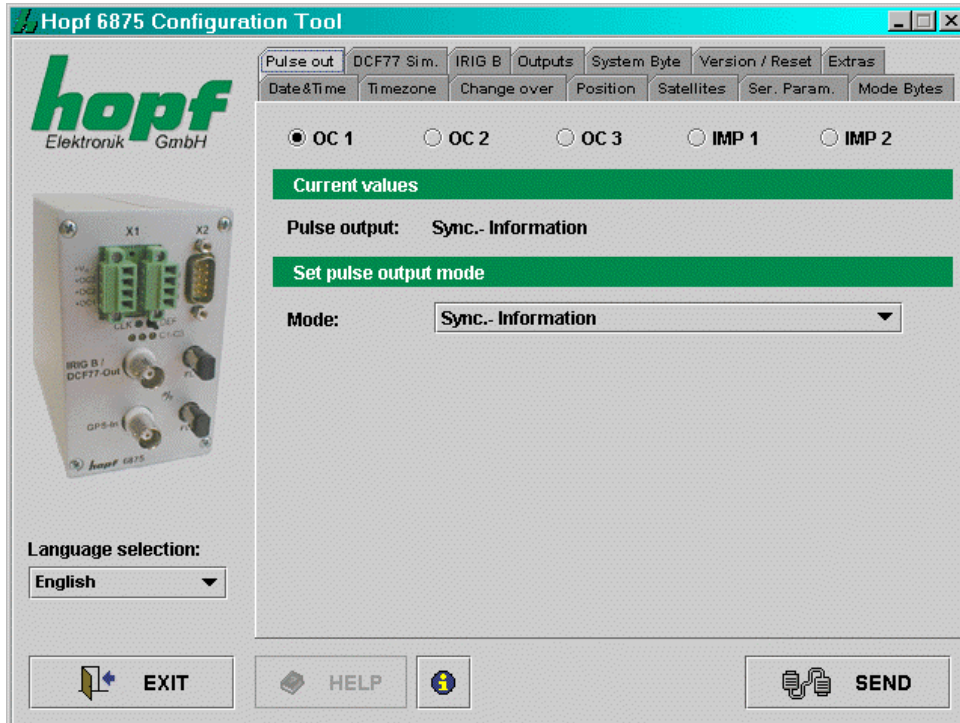 Hopf 6875 Configuration Tool
hopf
Elektronik GmbH
Pulse out DCF77 Sim. IRIG B Outputs System Byte Version / Reset Extras
Date&Time Timezone Change over Position Satellites Ser. Param. Mode Bytes
OC 1 OC 2 OC 3 IMP 1 IMP 2
Current values
Pulse output: Sync.- Information
Set pulse output mode
Mode: Sync.- Information
X1 X2
IRIG B /
DCF77-Out
GPS-In
hopf 6875
Language selection:
English
EXIT HELP SEND